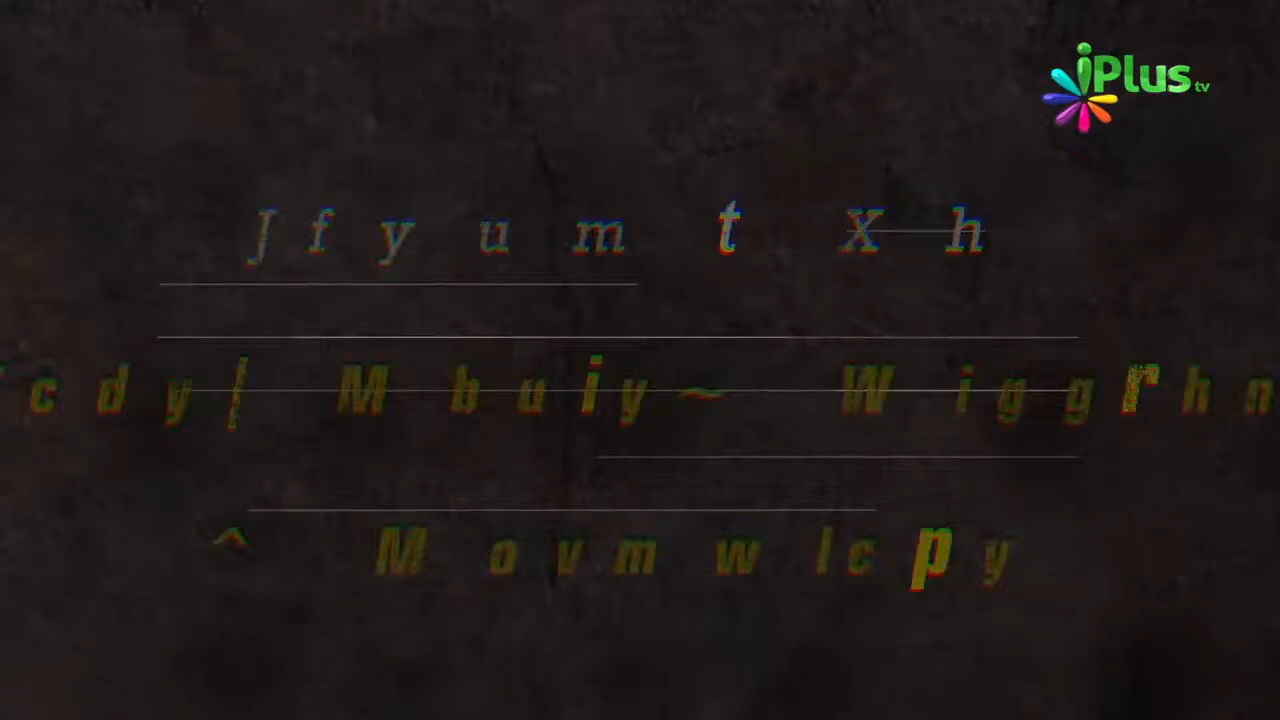 iPlus tv
J f y u m t X h
c d y [ M b u i y ~ W i g g r h n
^ M o v m w l c p y